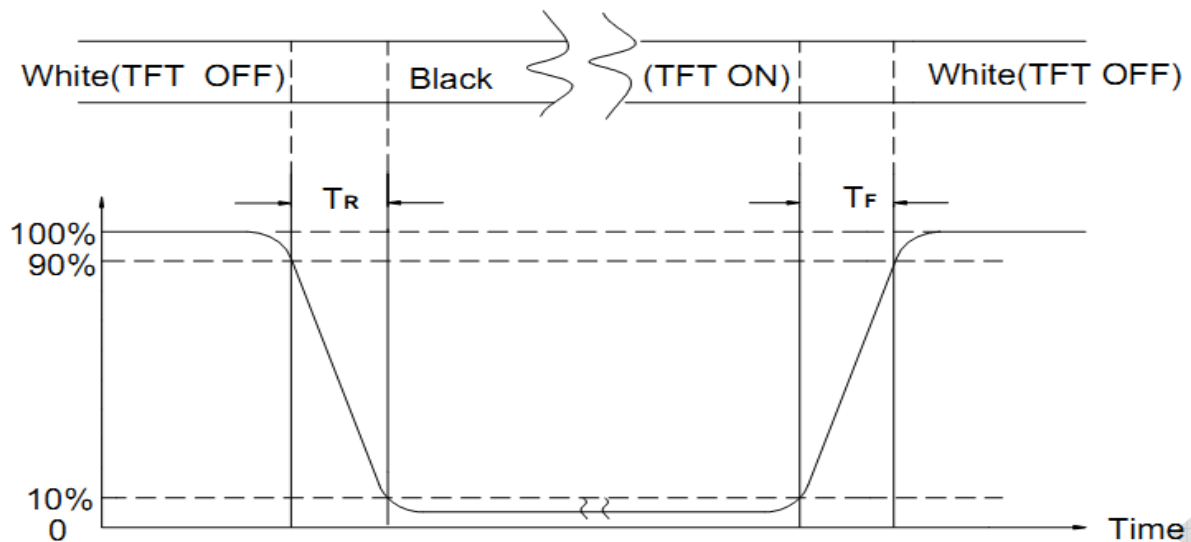 White(TFT OFF) Black (TFT ON) White(TFT OFF)
TR TF
100%
90%
10%
0
Time